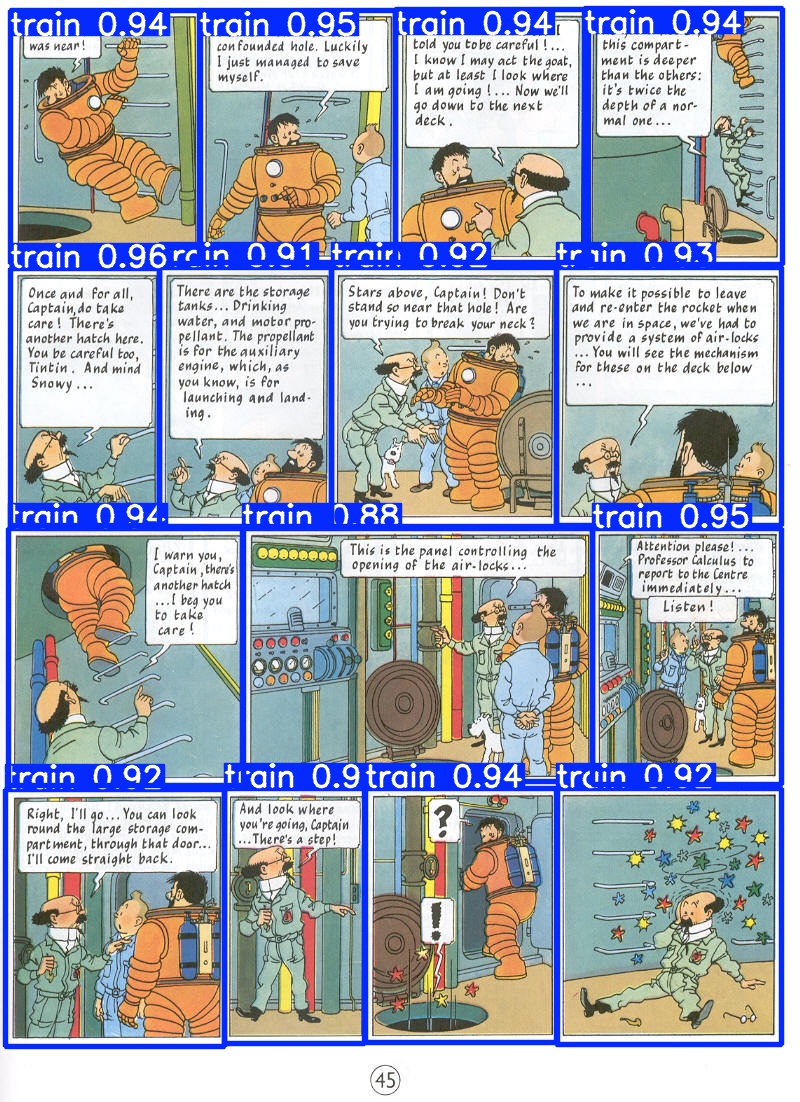 train 0.94
was near!
train 0.95
confounded hole. Luckily
I just managed to save
myself.
train 0.94
told you to be careful!...
I know I may act the goat,
but at least I look where
I am going!... Now we'll
go down to the next
deck.
train 0.94
this compart-
ment is deeper
than the others:
it's twice the
depth of a nor-
mal one...
train 0.96
Once and for all,
Captain, do take
care! There's
another hatch here.
You be careful too,
Tintin. And mind
Snowy...
train 0.91
There are the storage
tanks... Drinking
water, and motor pro-
pellant. The propellant
is for the auxiliary
engine, which, as
you know, is for
launching and land-
ing.
train 0.92
Stars above, Captain! Don't
stand so near that hole! Are
you trying to break your neck?
train 0.93
To make it possible to leave
and re-enter the rocket when
we are in space, we've had to
provide a system of air-locks
... You will see the mechanism
for these on the deck below
...
train 0.94
I warn you,
Captain, there's
another hatch
...I beg you
to take
care!
train 0.88
This is the panel controlling the
opening of the air-locks...
train 0.95
Attention please!...
Professor Calculus to
report to the Centre
immediately...
Listen!
train 0.92
Right, I'll go... You can look
round the large storage com-
partment, through that door...
I'll come straight back.
train 0.9
And look where
you're going, Captain
...There's a step!
train 0.94
?
!
train 0.92
45